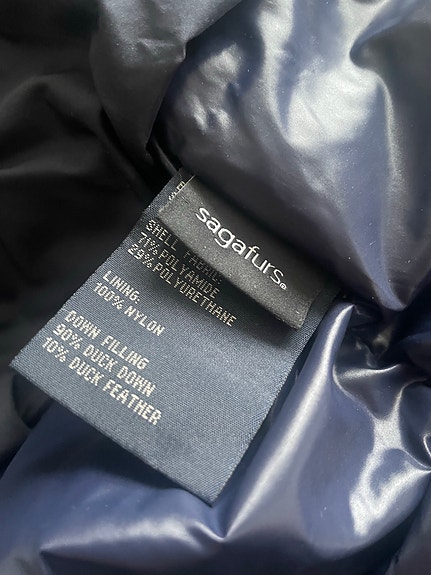 sagafurs®
SHELL FABRIC
71% POLYAMIDE
29% POLYURETHANE
LINING:
100% NYLON
DOWN FILLING
90% DUCK DOWN
10% DUCK FEATHER